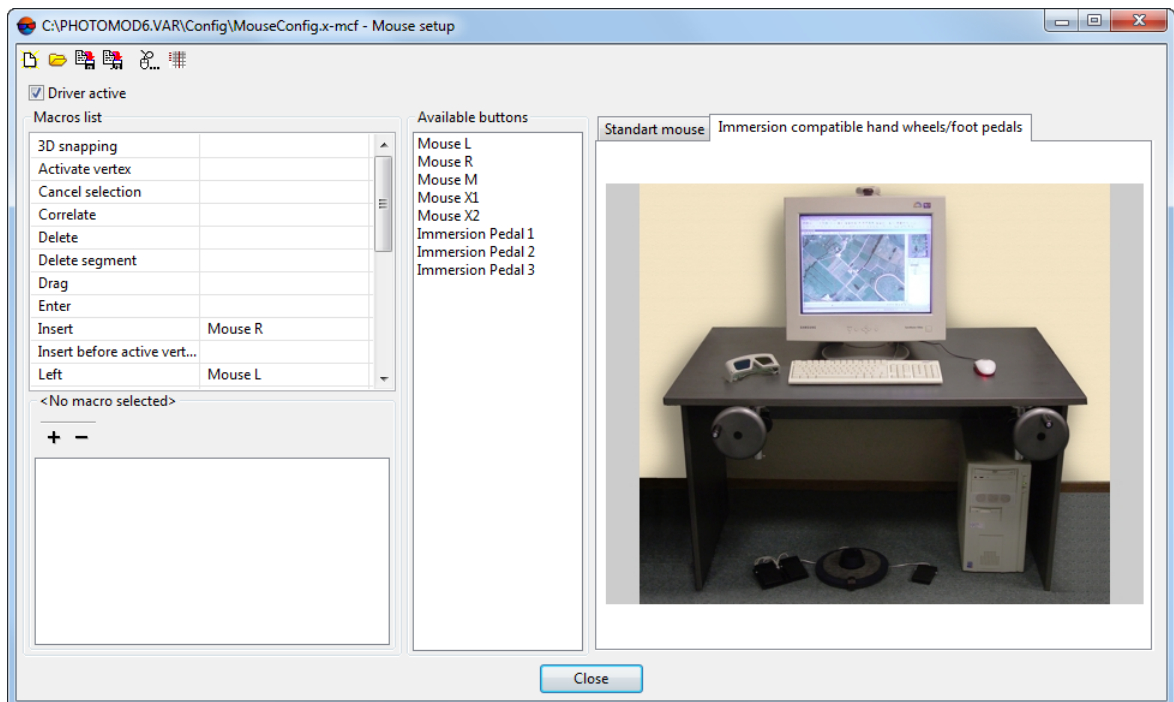 C:\PHOTOMOD6.VAR\Config\MouseConfig.x-mcf - Mouse setup
Driver active
Macros list
3D snapping
Activate vertex
Cancel selection
Correlate
Delete
Delete segment
Drag
Enter
Insert Mouse R
Insert before active vert...
Left Mouse L
<No macro selected>
+ −
Available buttons
Mouse L
Mouse R
Mouse M
Mouse X1
Mouse X2
Immersion Pedal 1
Immersion Pedal 2
Immersion Pedal 3
Standart mouse Immersion compatible hand wheels/foot pedals
Close